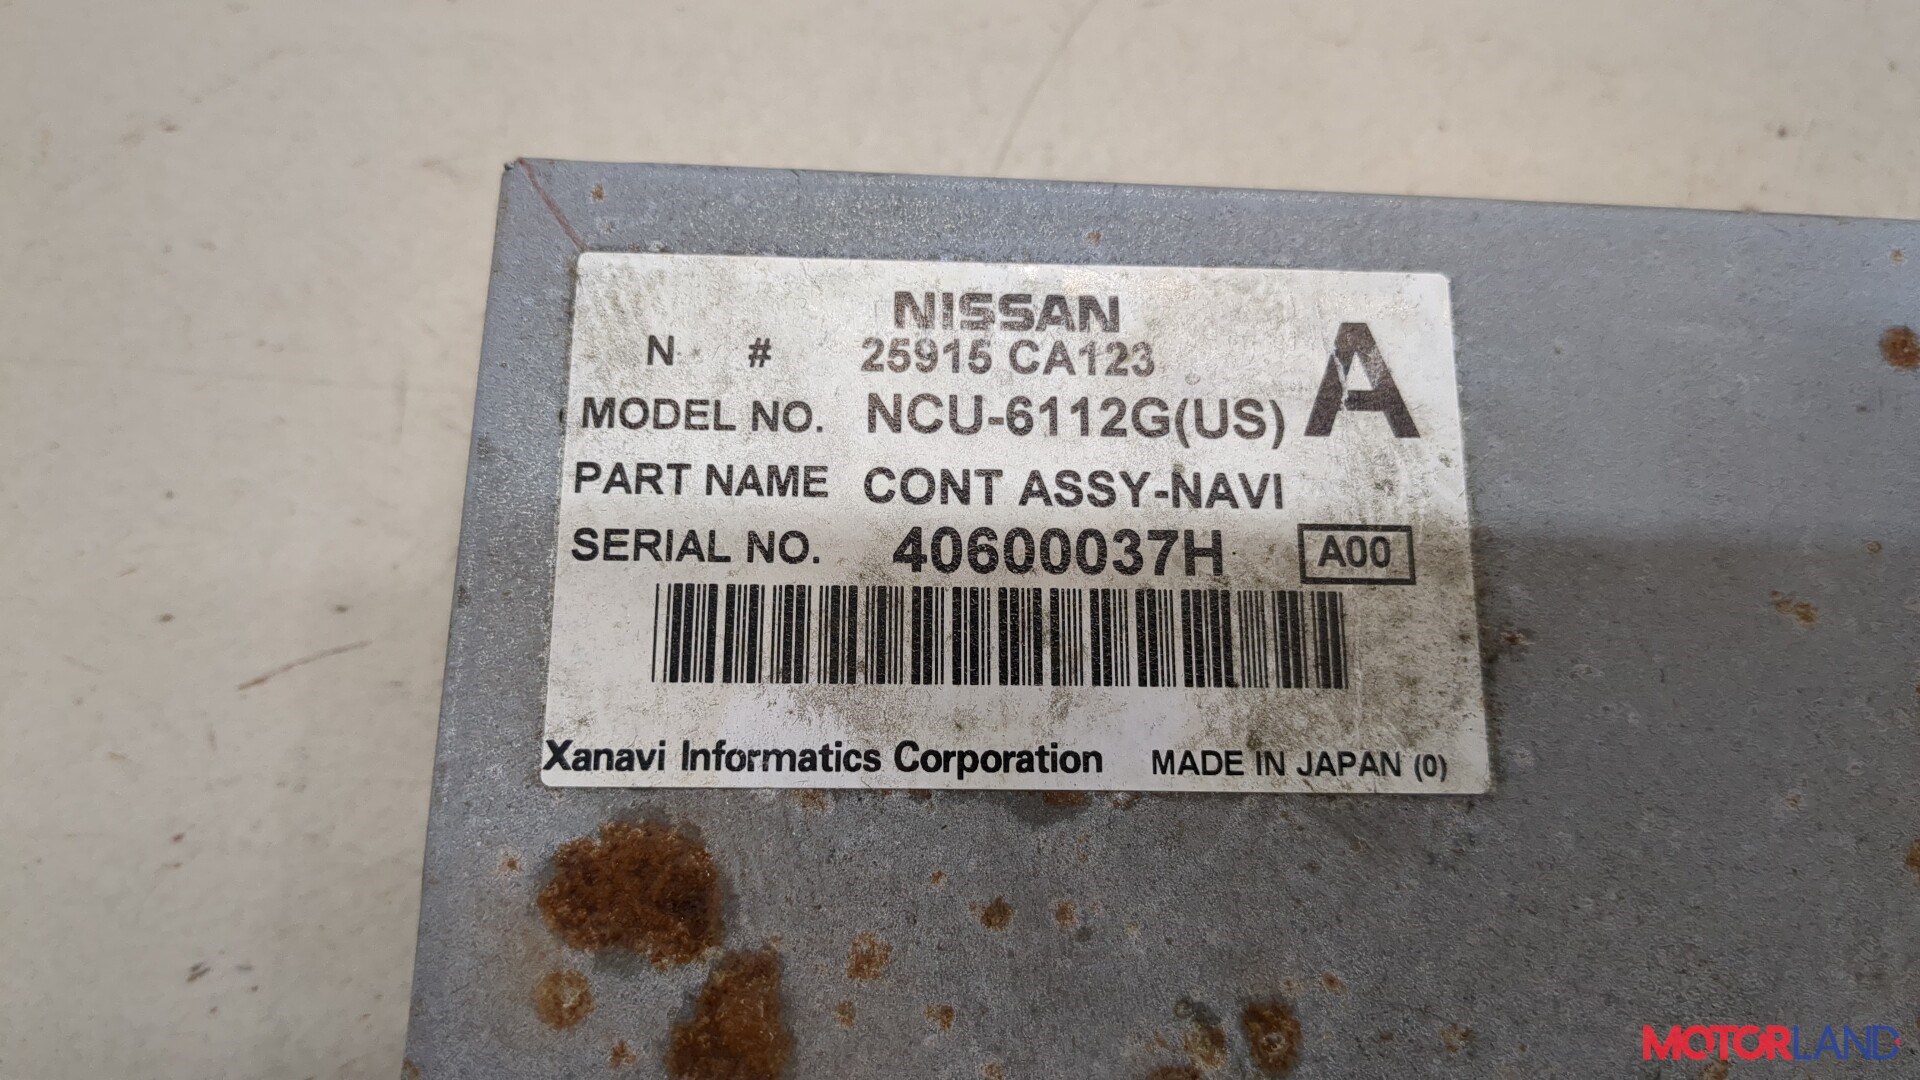 NISSAN
N # 25915 CA123
A
MODEL NO. NCU-6112G(US)
PART NAME CONT ASSY-NAVI
SERIAL NO. 40600037H A00
Xanavi Informatics Corporation MADE IN JAPAN (0)
MOTORLAND